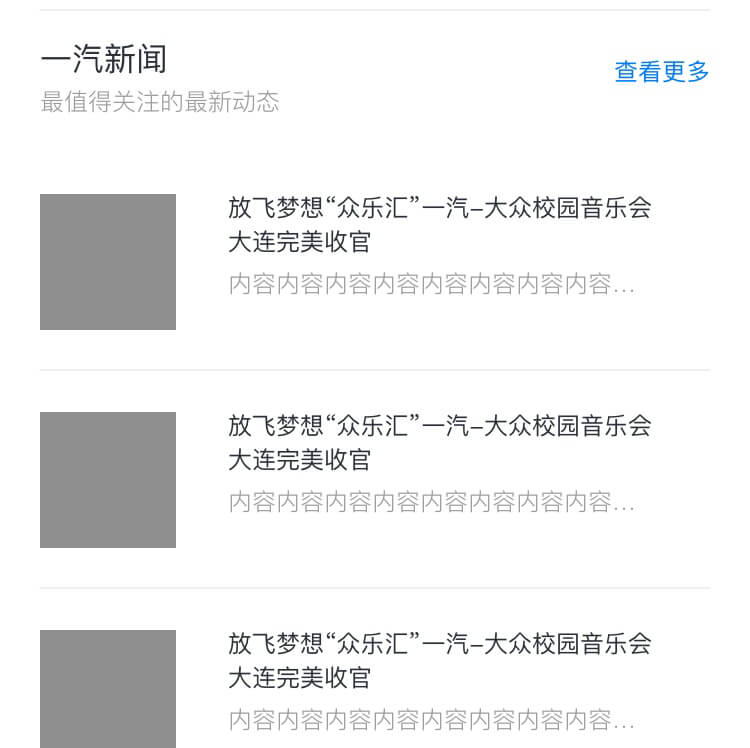 一汽新闻
查看更多
最值得关注的最新动态
放飞梦想“众乐汇”一汽–大众校园音乐会
大连完美收官
内容内容内容内容内容内容内容内容...
放飞梦想“众乐汇”一汽–大众校园音乐会
大连完美收官
内容内容内容内容内容内容内容内容...
放飞梦想“众乐汇”一汽–大众校园音乐会
大连完美收官
内容内容内容内容内容内容内容内容...